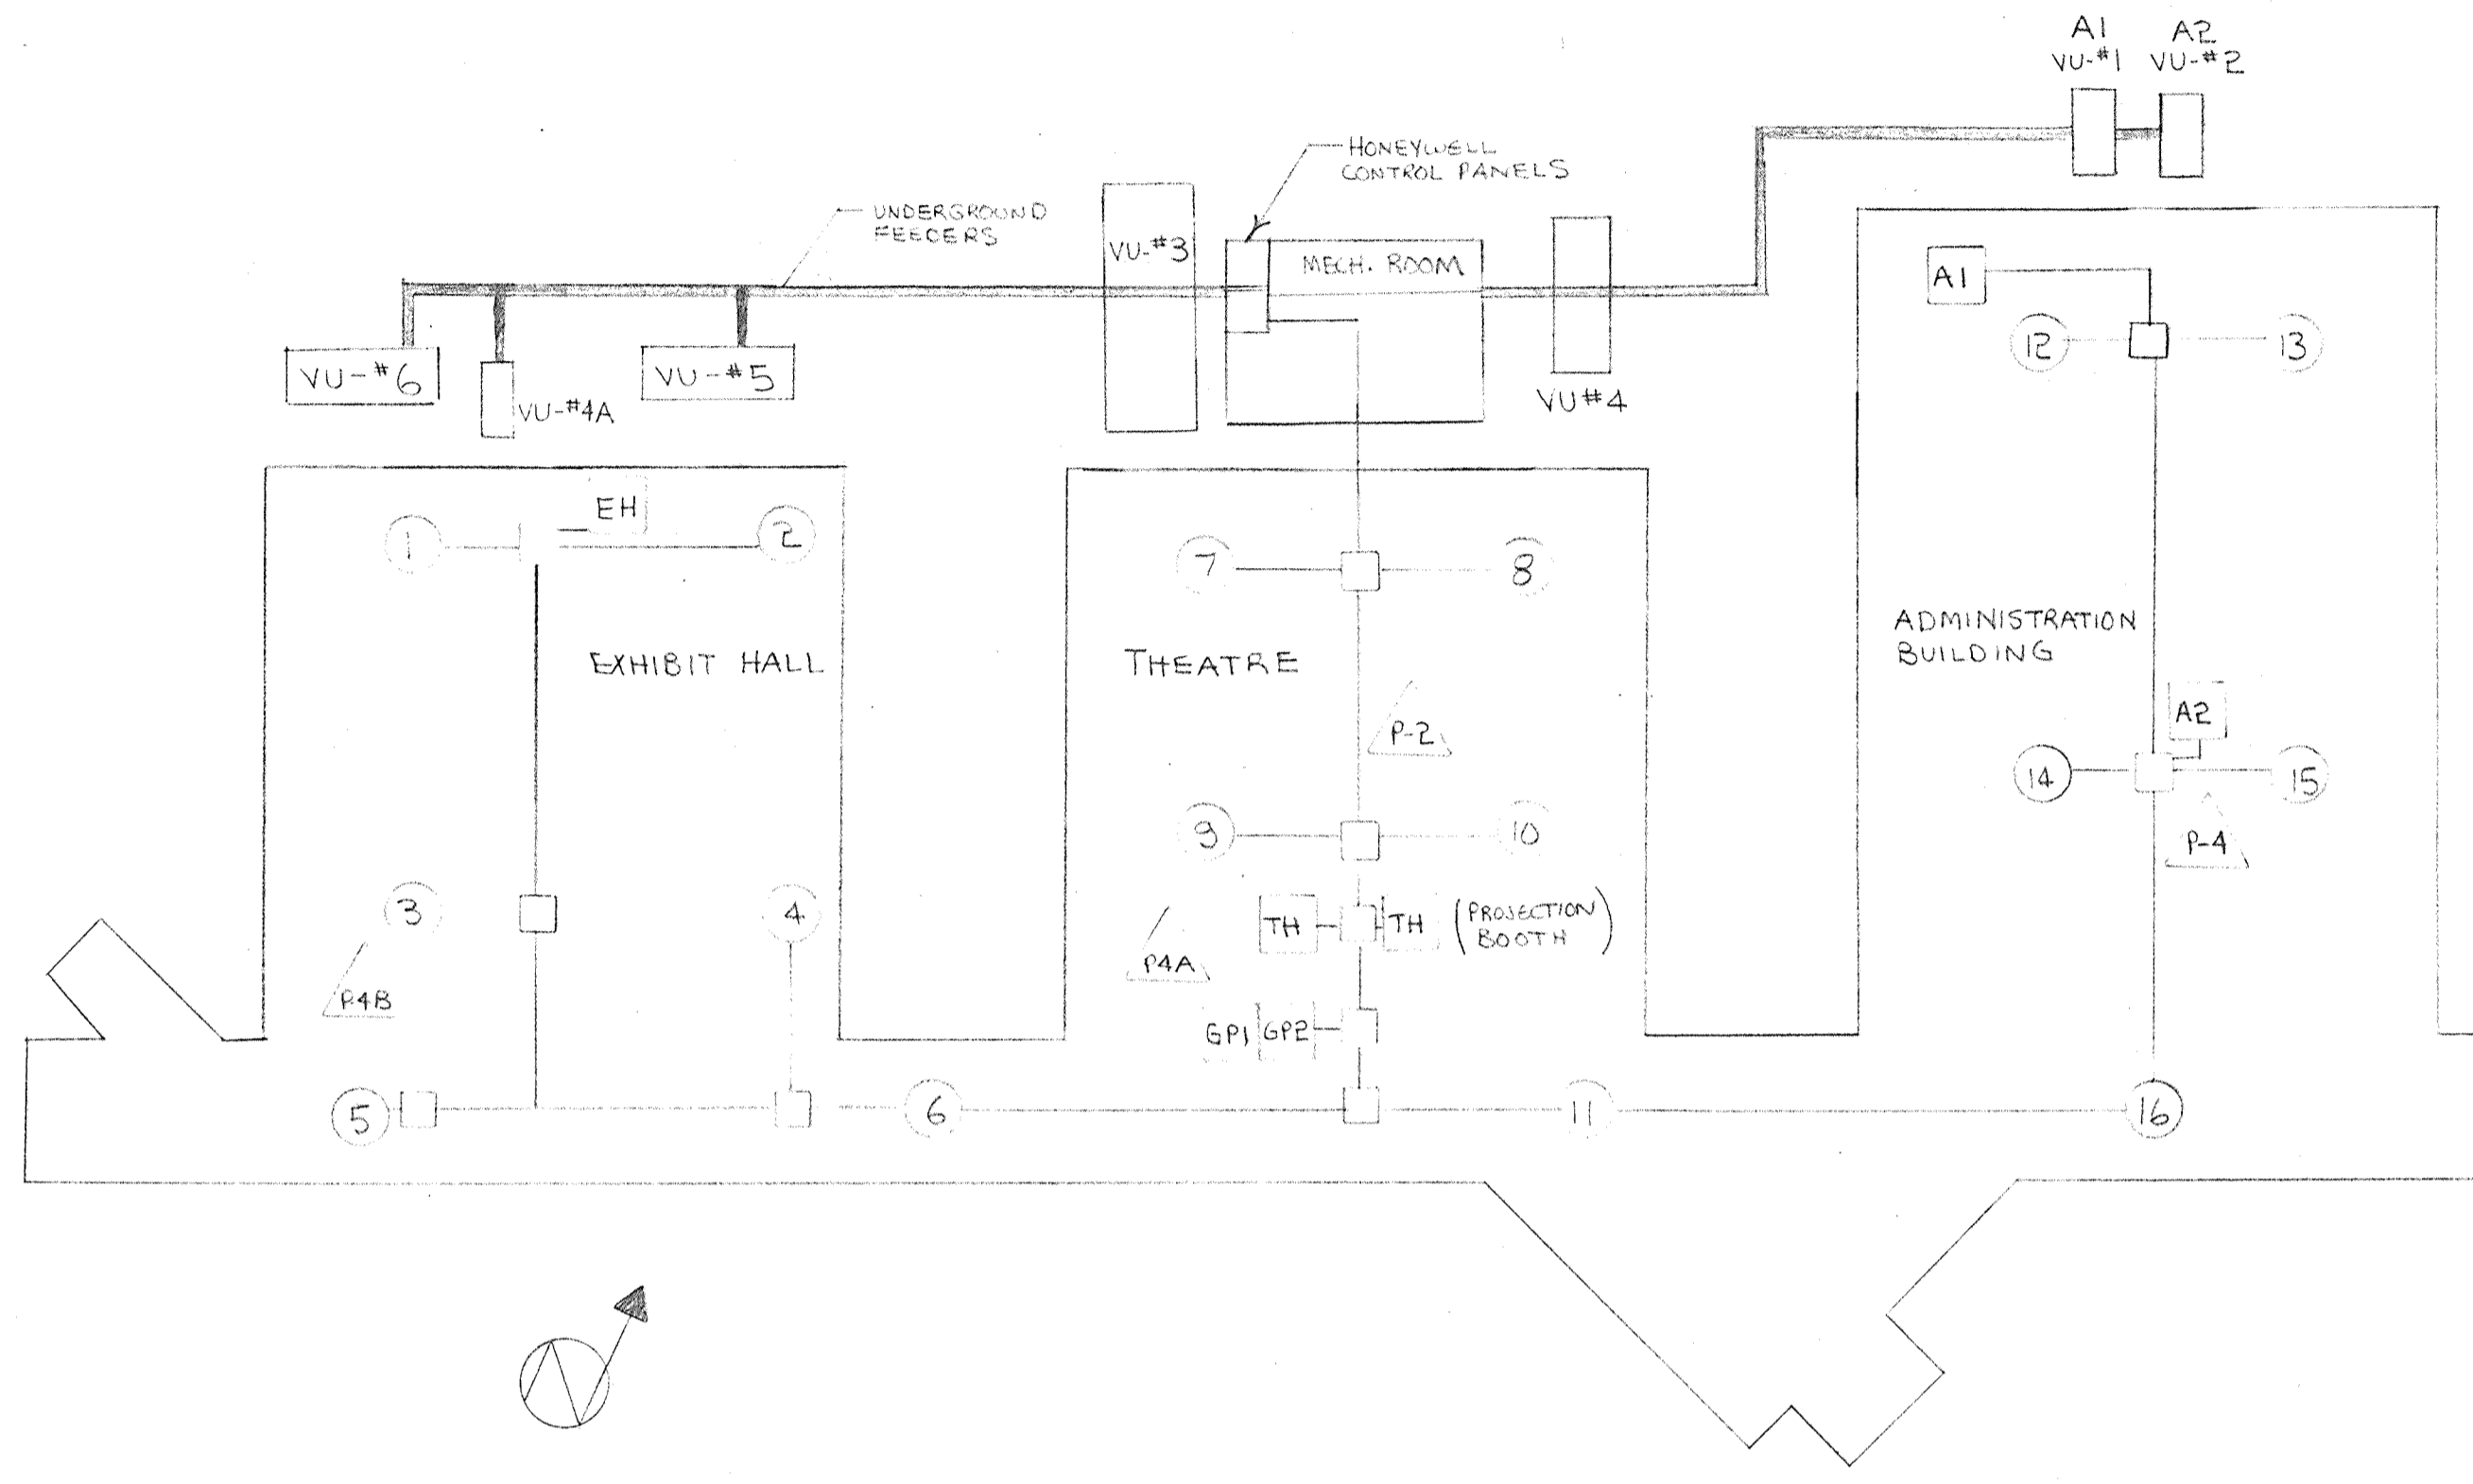 A1
VU-#1
A2
VU-#2
HONEYWELL
CONTROL PANELS
UNDERGROUND
FEEDERS
VU-#3
MECH. ROOM
VU-#6
VU-#4A
VU-#5
VU#4
A1
12
13
EH
1
2
7
8
EXHIBIT HALL
THEATRE
ADMINISTRATION
BUILDING
P-2
A2
14
15
9
10
P-4
3
4
TH
TH
(PROJECTION
BOOTH)
P4A
P.4B
GP1
GP2
5
6
11
16
N